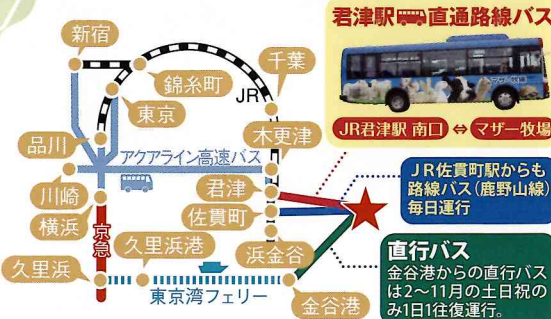 君津駅 直通路線バス
JR君津駅 南口 ⇔ マザー牧場
新宿
錦糸町
千葉
東京
JR
品川
木更津
アクアライン高速バス
川崎
君津
横浜
佐貫町
JR佐貫町駅からも
路線バス(鹿野山線)
毎日運行
京急
久里浜港
浜金谷
久里浜
東京湾フェリー
金谷港
直行バス
金谷港からの直行バス
は2~11月の土日祝の
み1日1往復運行。